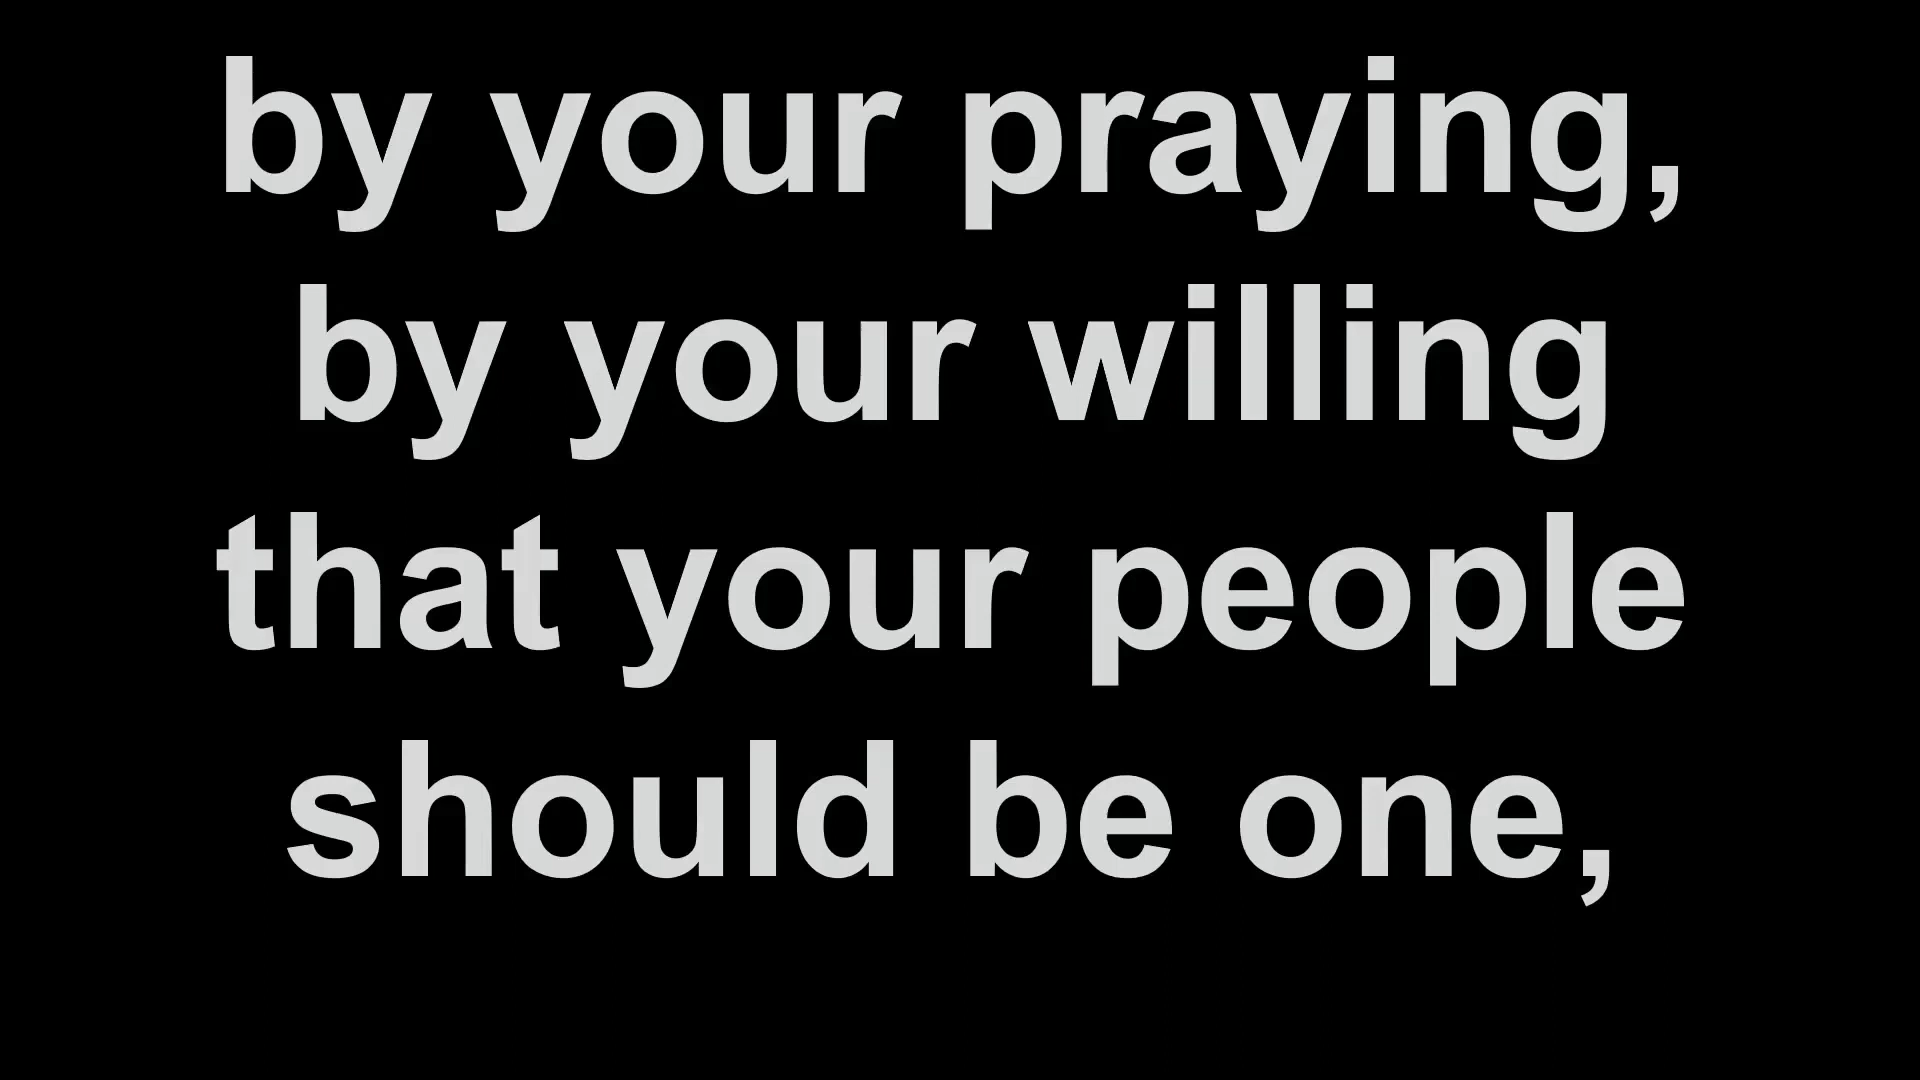 by your praying,
by your willing
that your people
should be one,